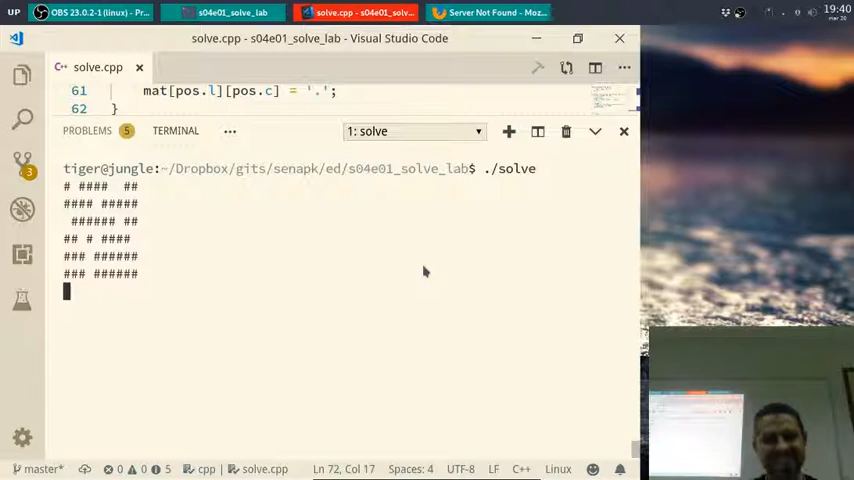 UP OBS 23.0.2-1 (linux) - Pr... s04e01_solve_lab solve.cpp - s04e01_solv... Server Not Found - Moz... 19:40
mar 20
solve.cpp - s04e01_solve_lab - Visual Studio Code
solve.cpp
61 mat[pos.l][pos.c] = '.';
62 }
PROBLEMS 5 TERMINAL ... 1: solve
tiger@jungle:~/Dropbox/gits/senapk/ed/s04e01_solve_lab$ ./solve
# ####  ##
#### #####
 ###### ##
## # ####
### ######
### ######
3
master* 0 0 5 cpp solve.cpp Ln 72, Col 17 Spaces: 4 UTF-8 LF C++ Linux